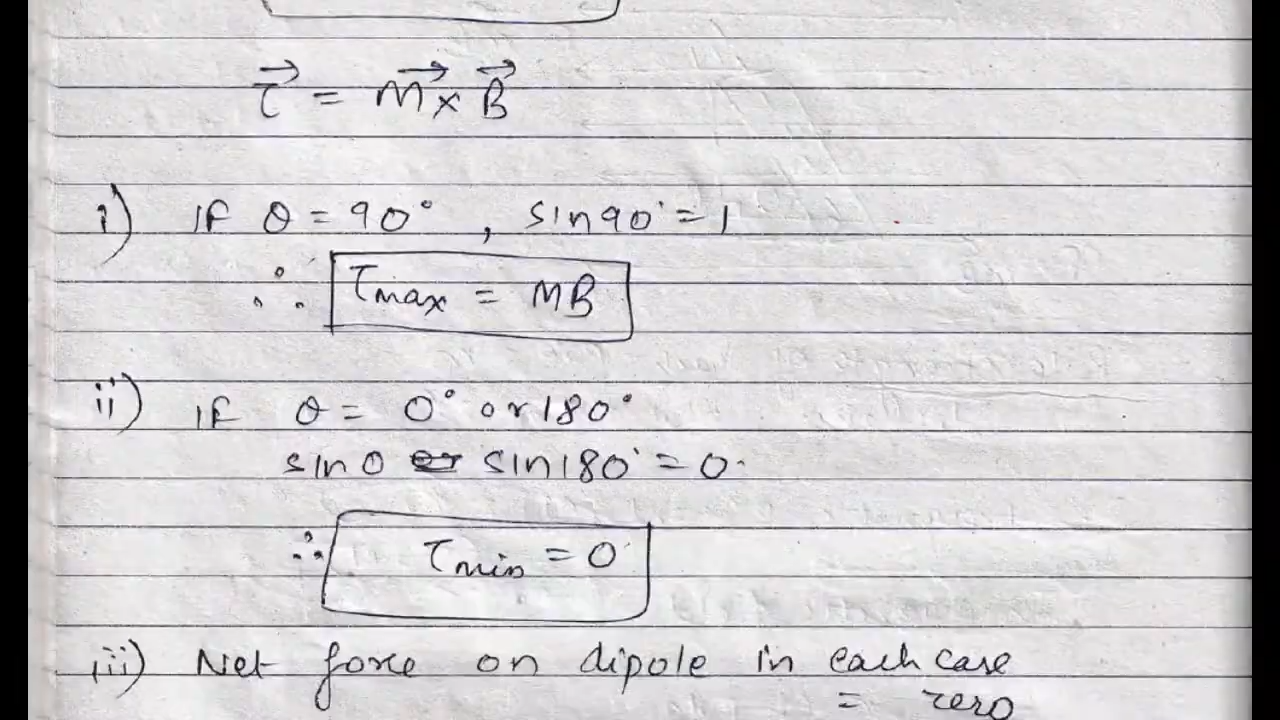 τ⃗ = M⃗ × B⃗
i) If θ = 90°, sin90° = 1
∴ τmax = MB
ii) If θ = 0° or 180°
sin0 or sin180° = 0.
∴ τmin = 0
iii) Net force on dipole in each case
= zero